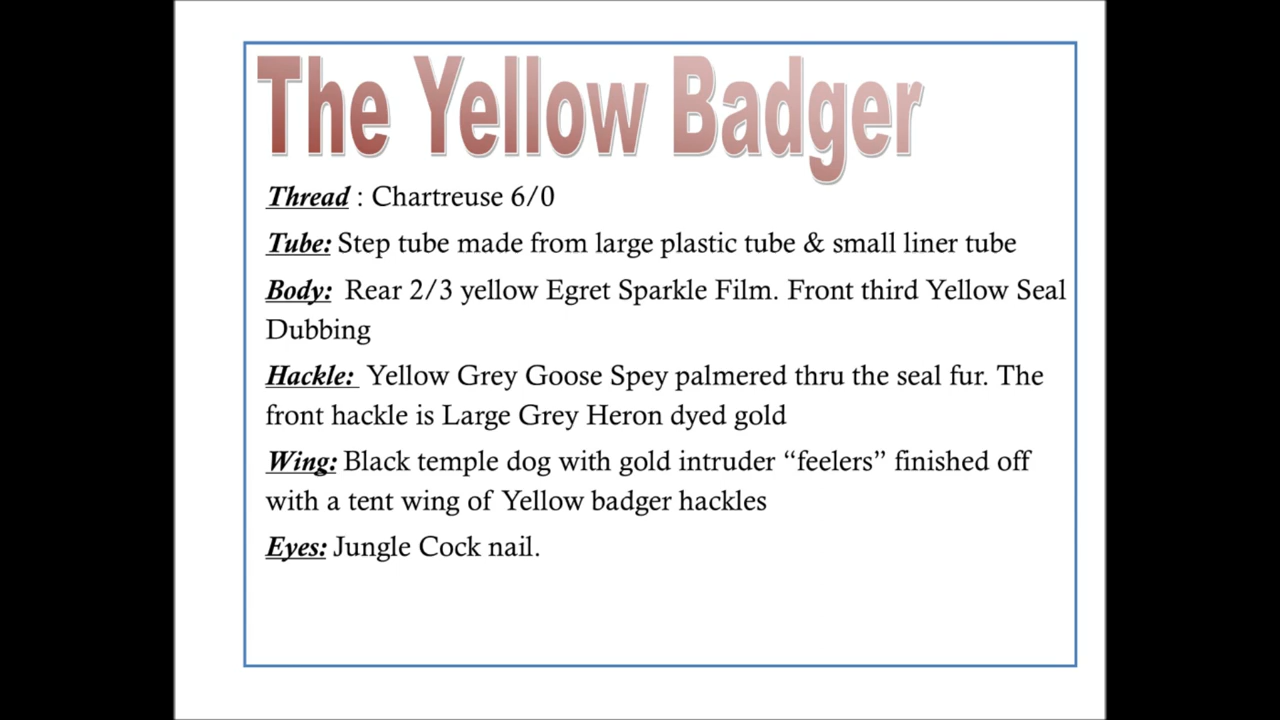 The Yellow Badger
Thread : Chartreuse 6/0
Tube: Step tube made from large plastic tube & small liner tube
Body: Rear 2/3 yellow Egret Sparkle Film. Front third Yellow Seal
Dubbing
Hackle: Yellow Grey Goose Spey palmered thru the seal fur. The
front hackle is Large Grey Heron dyed gold
Wing: Black temple dog with gold intruder “feelers” finished off
with a tent wing of Yellow badger hackles
Eyes: Jungle Cock nail.